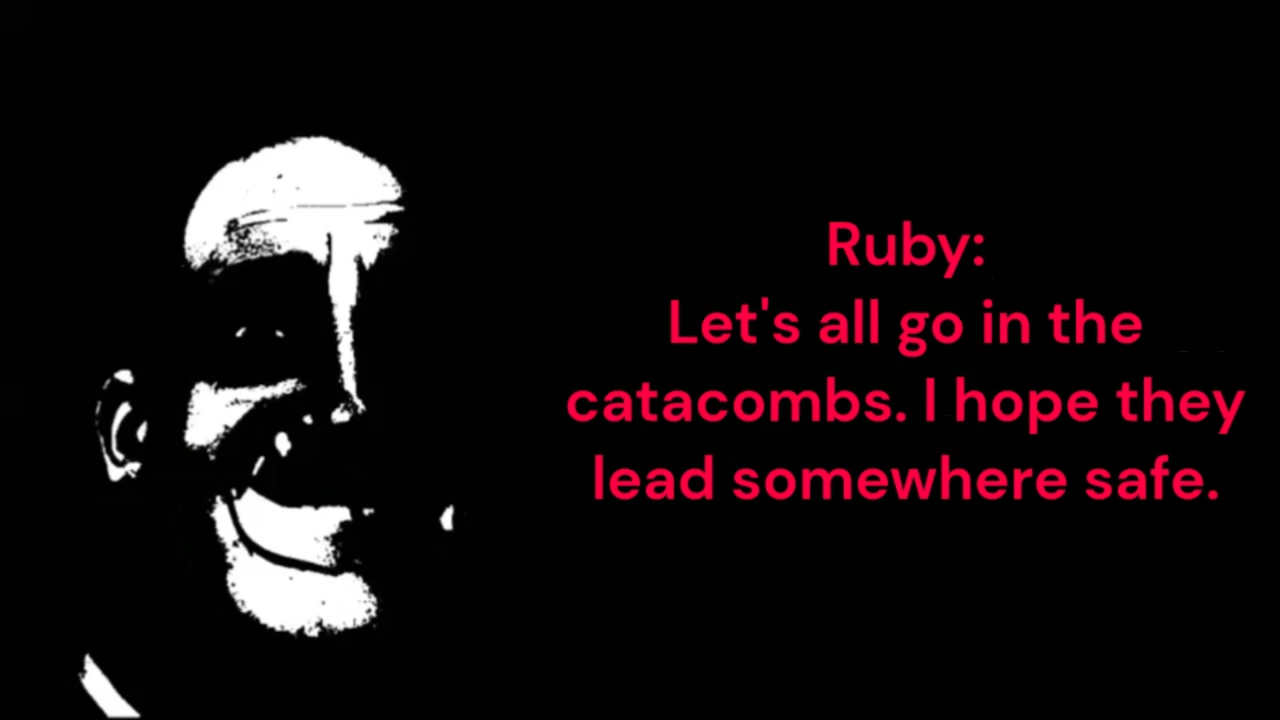 Ruby:
Let's all go in the
catacombs. I hope they
lead somewhere safe.